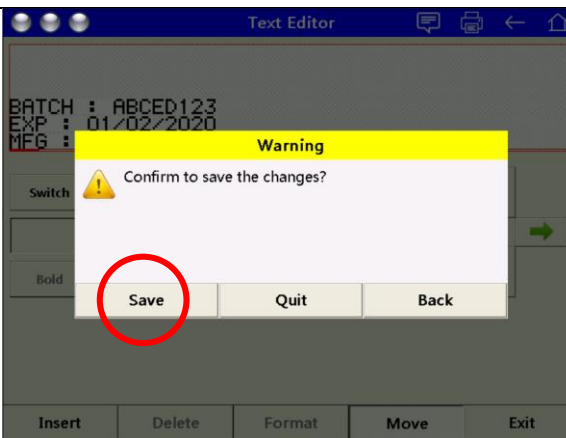 Text Editor
BATCH : ABCED123
EXP : 01/02/2020
MFG :
Warning
Switch
Confirm to save the changes?
Bold
Save Quit Back
Insert Delete Format Move Exit